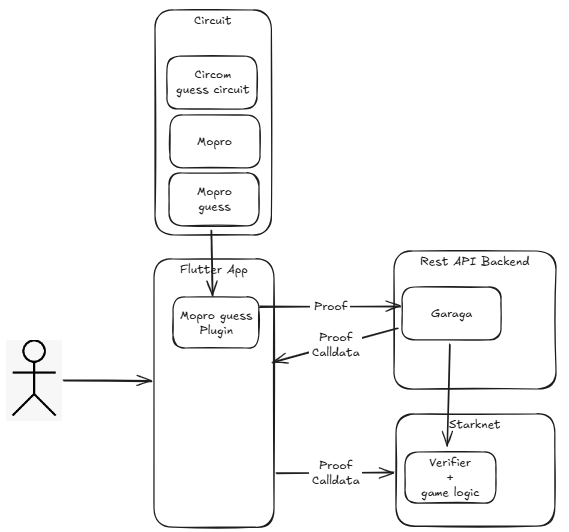 Circuit
Circom
guess circuit
Mopro
Mopro
guess
Flutter App
Mopro guess
Plugin
Proof
Proof
Calldata
Rest API Backend
Garaga
Starknet
Proof
Calldata
Verifier
+
game logic